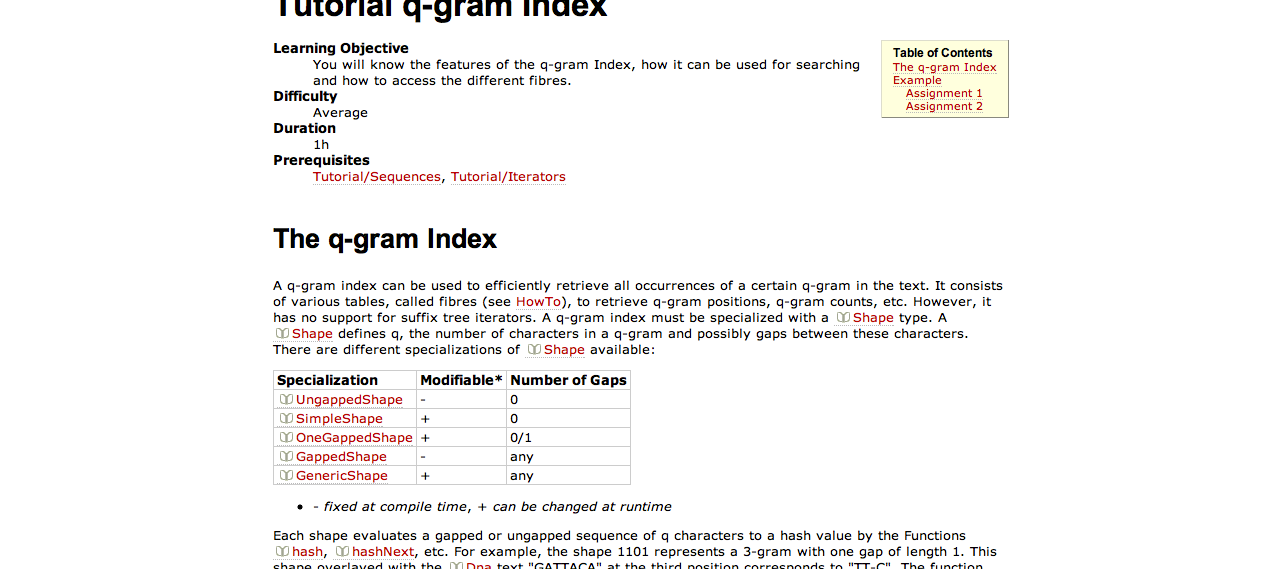 Tutorial q-gram Index
Learning Objective
You will know the features of the q-gram Index, how it can be used for searching
and how to access the different fibres.
Difficulty
Average
Duration
1h
Prerequisites
Tutorial/Sequences, Tutorial/Iterators
Table of Contents
The q-gram Index
Example
Assignment 1
Assignment 2
The q-gram Index
A q-gram index can be used to efficiently retrieve all occurrences of a certain q-gram in the text. It consists
of various tables, called fibres (see HowTo), to retrieve q-gram positions, q-gram counts, etc. However, it
has no support for suffix tree iterators. A q-gram index must be specialized with a Shape type. A
Shape defines q, the number of characters in a q-gram and possibly gaps between these characters.
There are different specializations of Shape available:
Specialization Modifiable* Number of Gaps
UngappedShape - 0
SimpleShape + 0
OneGappedShape + 0/1
GappedShape - any
GenericShape + any
• - fixed at compile time, + can be changed at runtime
Each shape evaluates a gapped or ungapped sequence of q characters to a hash value by the Functions
hash, hashNext, etc. For example, the shape 1101 represents a 3-gram with one gap of length 1. This
shape overlayed with the Dna text "GATTACA" at the third position corresponds to "TT-C". The function